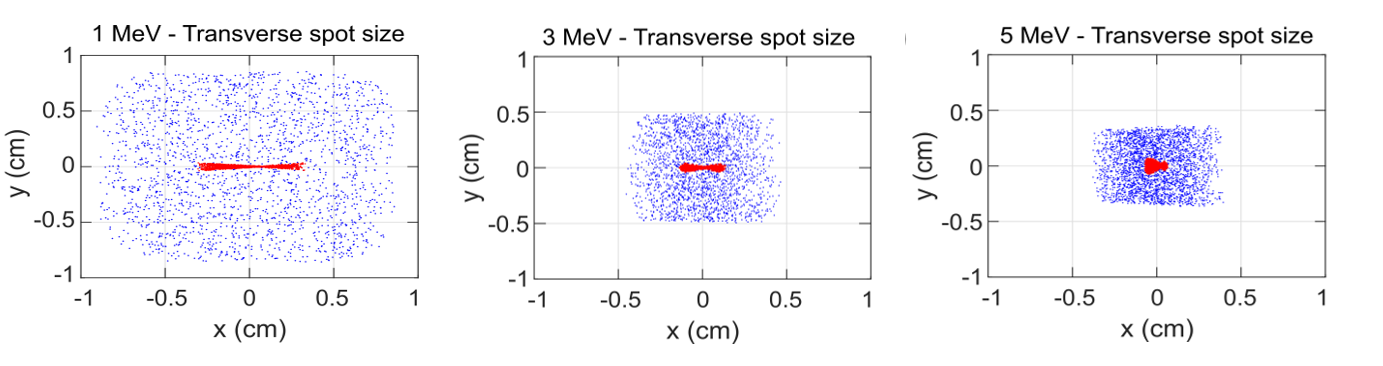 1 MeV - Transverse spot size
1
0.5
0
-0.5
-1
-1 -0.5 0 0.5 1
y (cm)
x (cm)
3 MeV - Transverse spot size
1
0.5
0
-0.5
-1
-1 -0.5 0 0.5 1
y (cm)
x (cm)
5 MeV - Transverse spot size
1
0.5
0
-0.5
-1
-1 -0.5 0 0.5 1
y (cm)
x (cm)